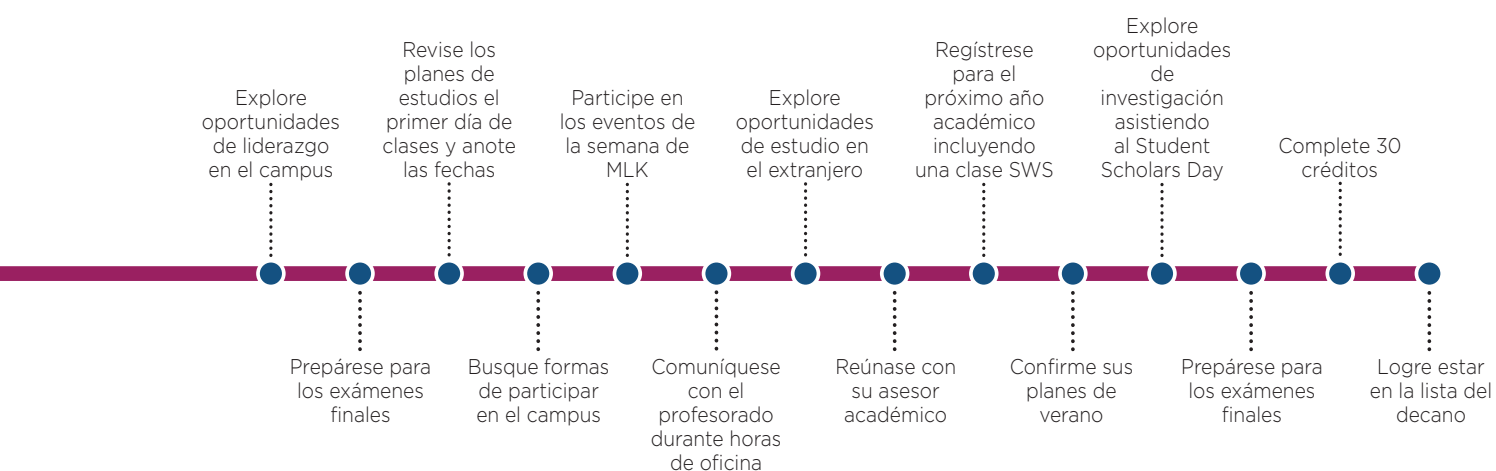 Explore
oportunidades
de liderazgo
en el campus
Prepárese para
los exámenes
finales
Revise los
planes de
estudios el
primer día de
clases y anote
las fechas
Busque formas
de participar
en el campus
Participe en
los eventos de
la semana de
MLK
Comuníquese
con el
profesorado
durante horas
de oficina
Explore
oportunidades
de estudio en
el extranjero
Reúnase con
su asesor
académico
Regístrese
para el
próximo año
académico
incluyendo
una clase SWS
Confirme sus
planes de
verano
Explore
oportunidades
de
investigación
asistiendo
al Student
Scholars Day
Prepárese para
los exámenes
finales
Complete 30
créditos
Logre estar
en la lista del
decano